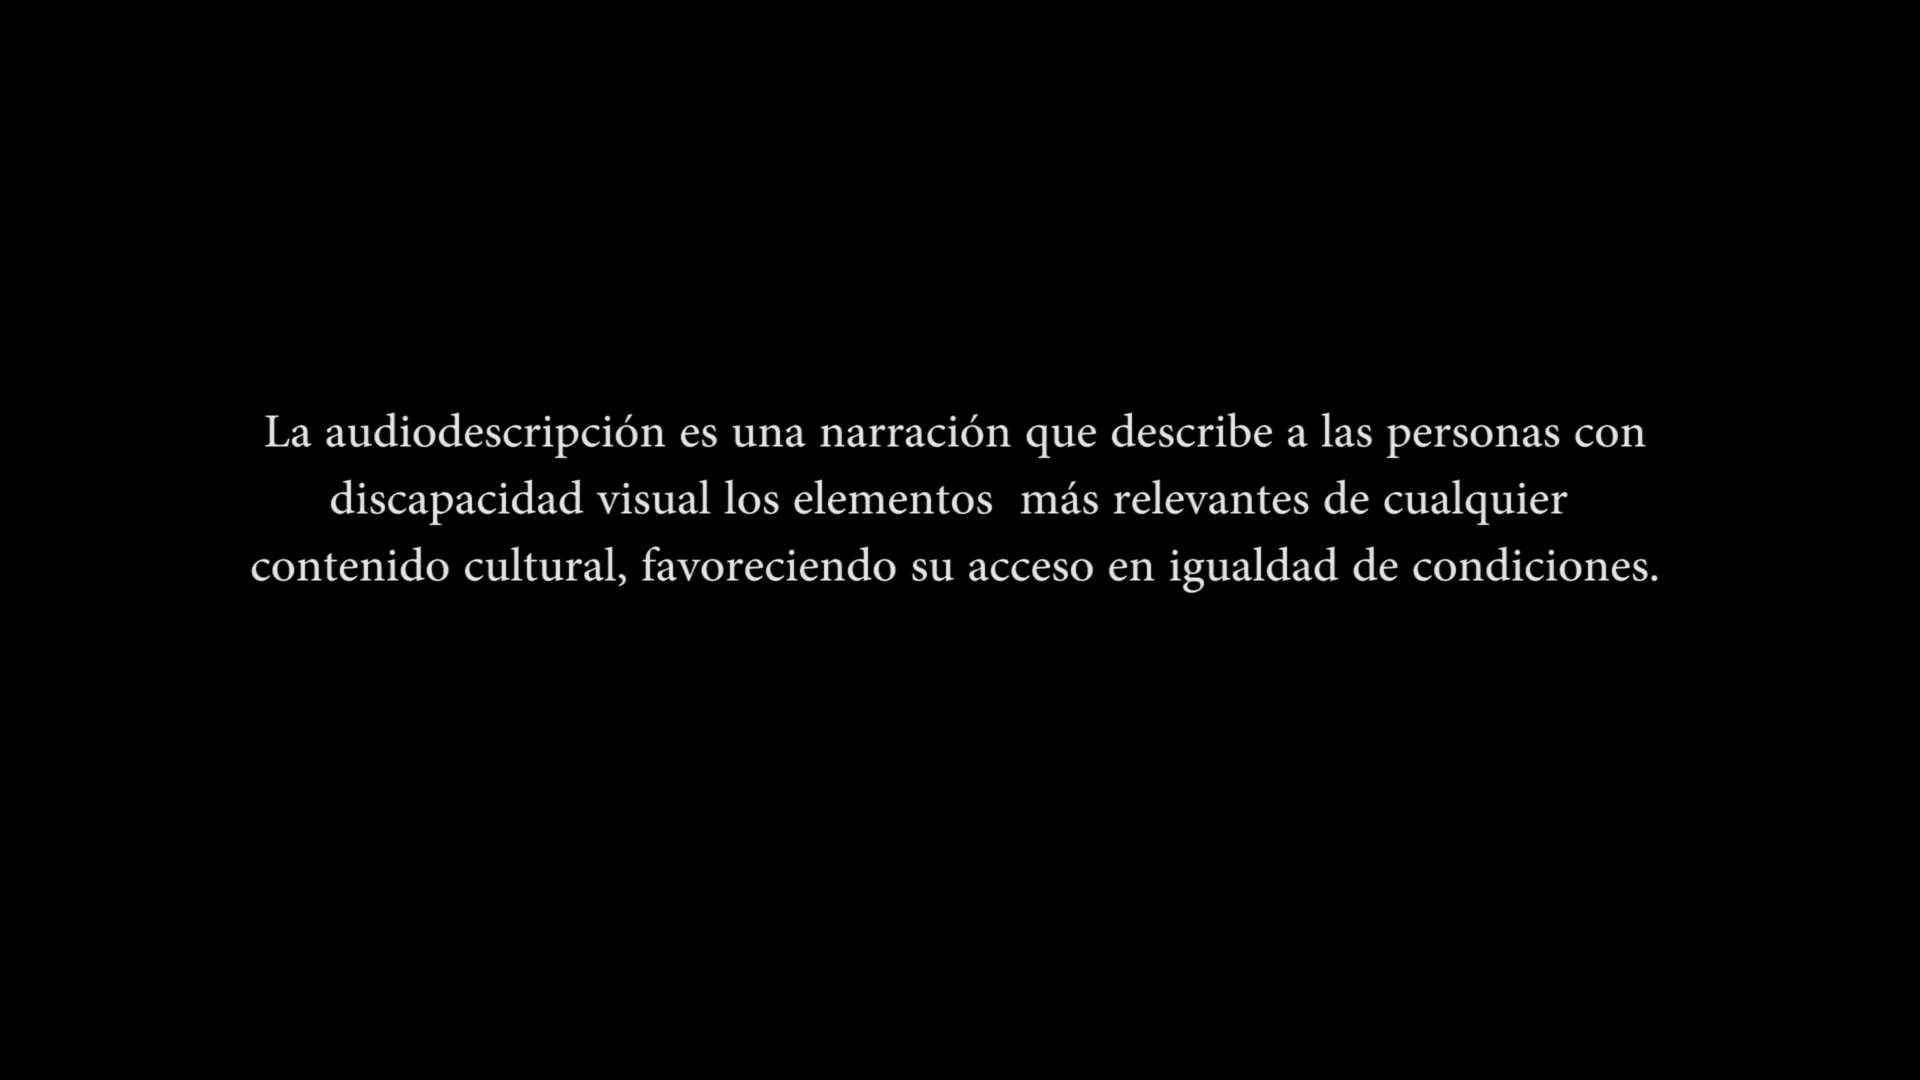 La audiodescripción es una narración que describe a las personas con
discapacidad visual los elementos  más relevantes de cualquier
contenido cultural, favoreciendo su acceso en igualdad de condiciones.